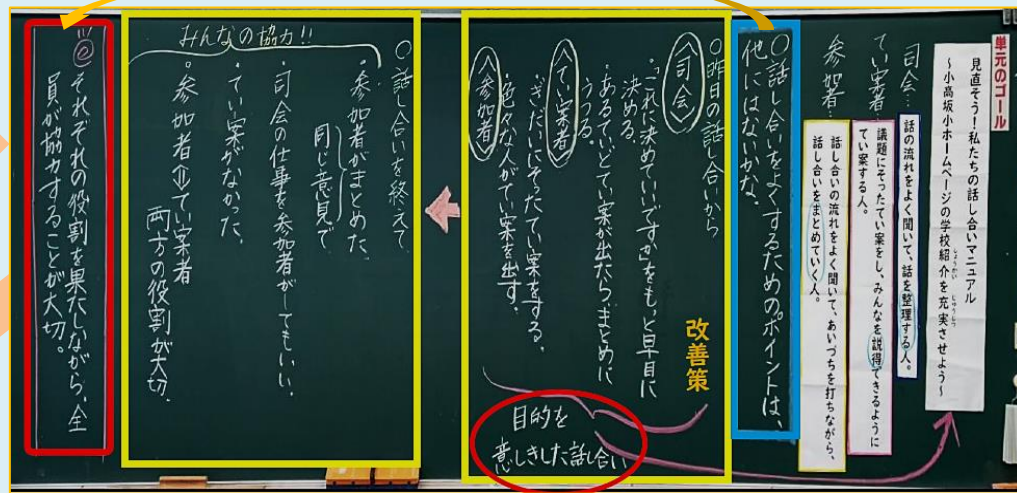 単元のゴール
見直そう！私たちの話し合いマニュアル
～小高坂小ホームページの学校紹介を充実させよう～
しょうかい
じゅうじつ
司会…
話の流れをよく聞いて、話を整理する人。
てい案者…
議題にそったてい案をし、みんなを説得できるように
てい案する人。
参加者…
話し合いの流れをよく聞いて、あいづちを打ちながら、
話し合いをまとめていく人。
○話し合いをよくするためのポイントは、
他にはないかな。
改善策
○昨日の話し合いから
〈司会〉
・「これに決めていいですか」をもっと早目に
決める。
・あるていどてい案が出たら、まとめに
うつる。
〈てい案者〉
・ぎだいにそったてい案をする。
〈参加者〉
・色々な人がてい案を出す。
目的を
意しきした話し合い
○話し合いを終えて
みんなの協力!!
・参加者がまとめた。
同じ意見で
・司会の仕事を参加者がしてもいい。
・てい案がなかった。
・参加者⇔てい案者
両方の役割が大切。
それぞれの役割を果たしながら、全
員が協力することが大切。